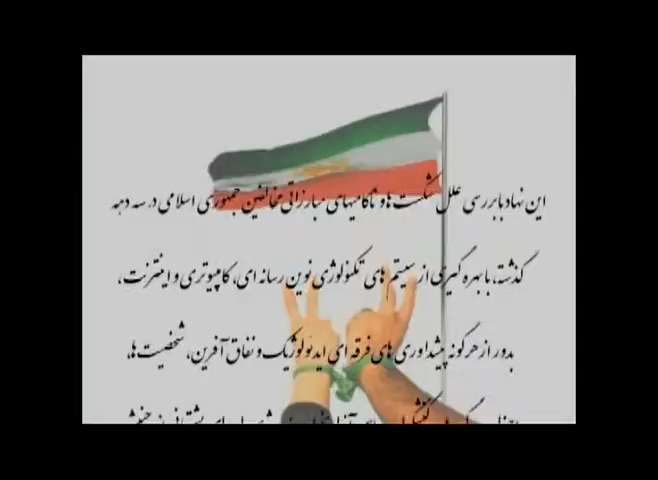 این نهاد با بررسی علل شکست ها و ناکامیهای مبارزاتی مخالفین جمهوری اسلامی در سه دهه
گذشته، با بهره گیری از سیستم های تکنولوژی نوین رسانه ای، کامپیوتری و اینترنت،
بدور از هر گونه پیشداوری های فرقه ای ایدئولوژیک و نفاق آفرین، شخصیت ها،